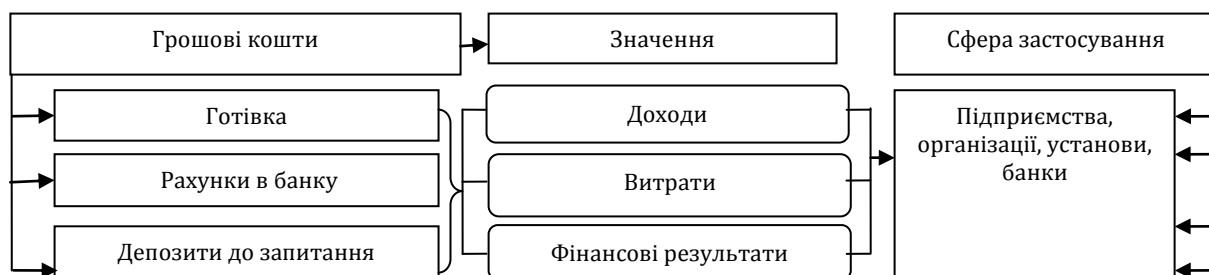 Грошові кошти
Значення
Сфера застосування
Готівка
Рахунки в банку
Депозити до запитання
Доходи
Витрати
Фінансові результати
Підприємства,
організації, установи,
банки